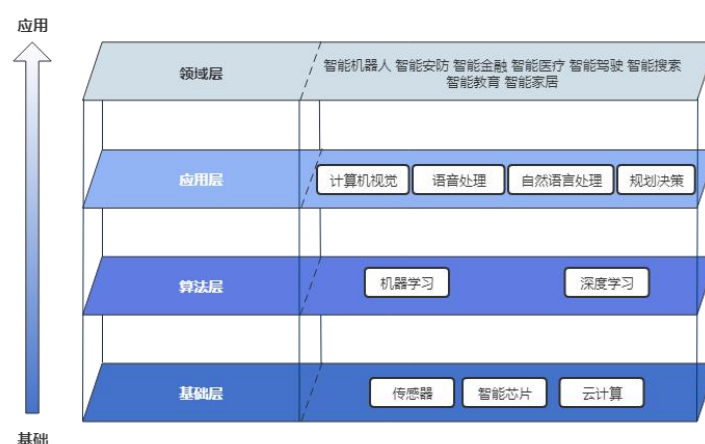 应用
领域层
智能机器人 智能安防 智能金融 智能医疗 智能驾驶 智能搜索
智能教育 智能家居
应用层
计算机视觉
语音处理
自然语言处理
规划决策
算法层
机器学习
深度学习
基础层
传感器
智能芯片
云计算
基础